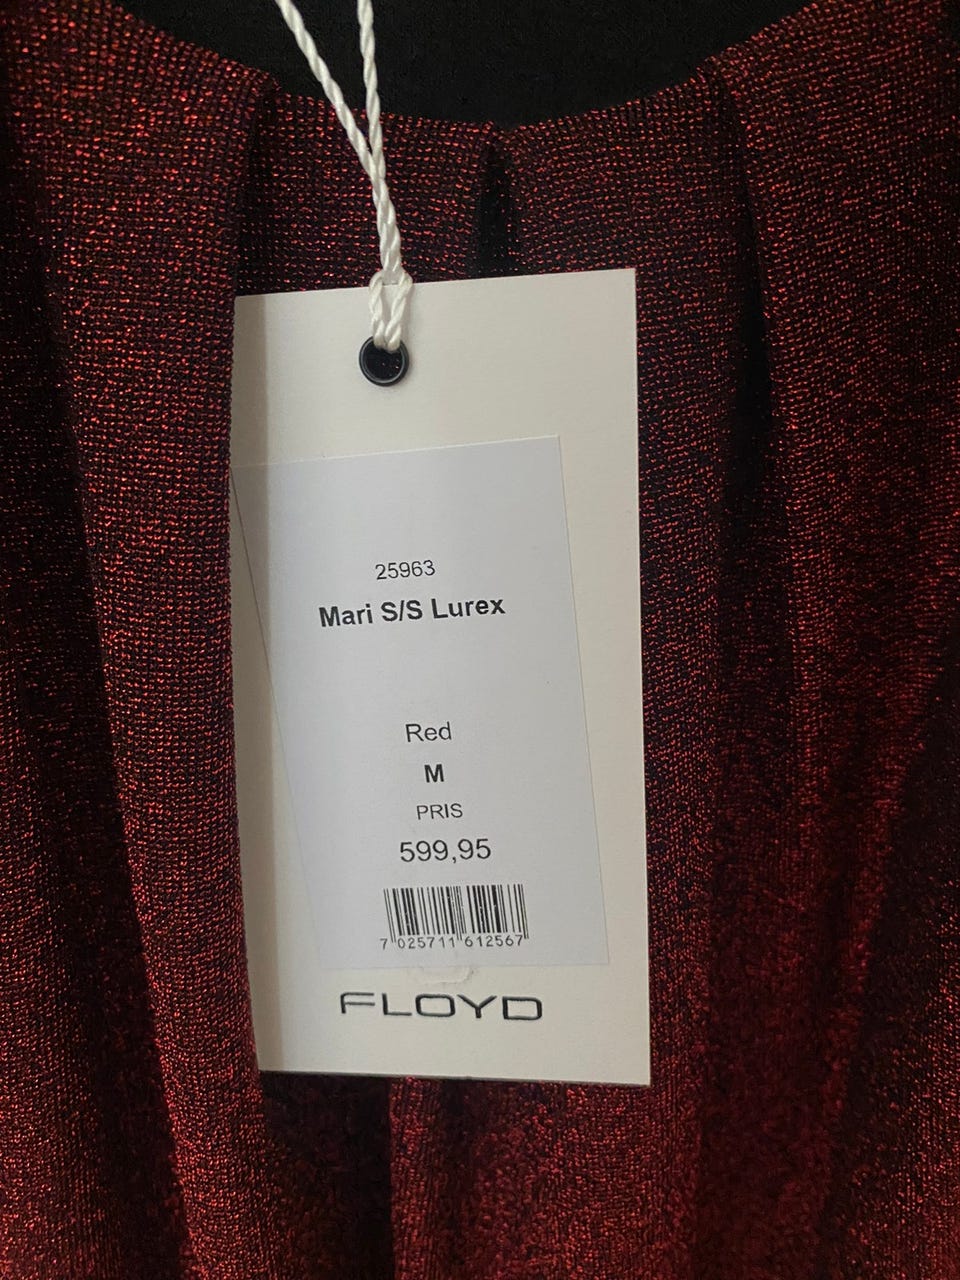 25963
Mari S/S Lurex
Red
M
PRIS
599,95
7 025711 612567
FLOYD